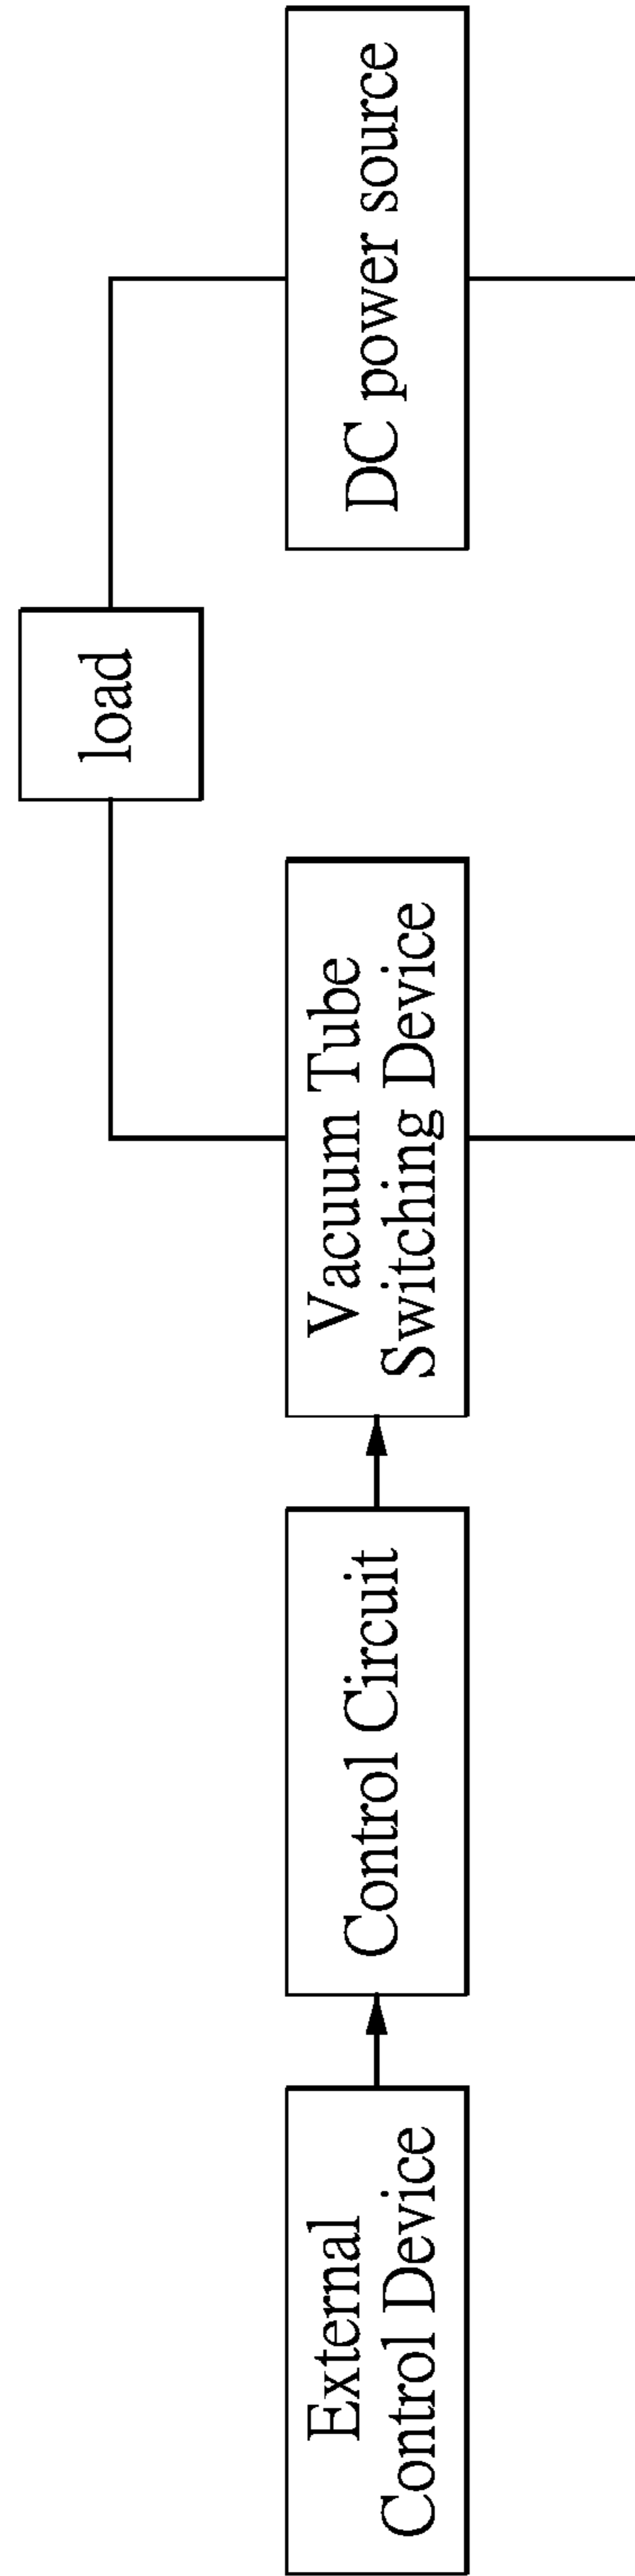 External
Control Device
Control Circuit
Vacuum Tube
Switching Device
load
DC power source